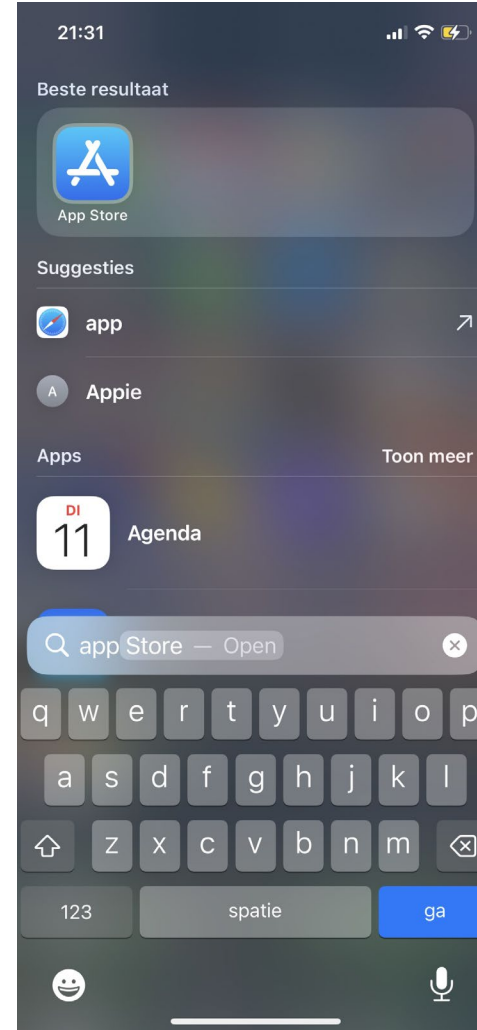 21:31
Beste resultaat
App Store
Suggesties
app
A Appie
Apps Toon meer
DI
11 Agenda
app Store — Open
q w e r t y u i o p
a s d f g h j k l
z x c v b n m
123 spatie ga